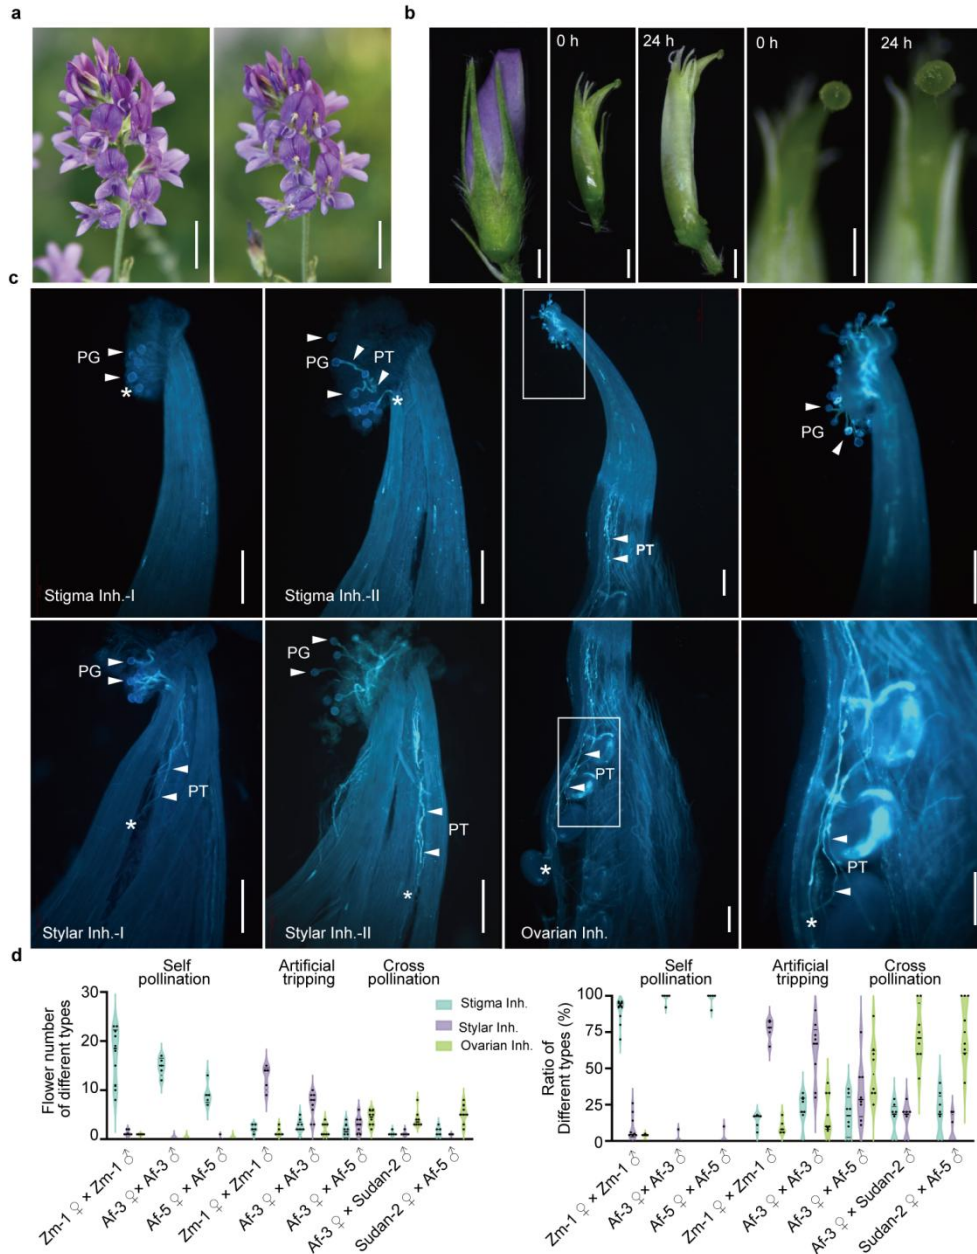 a
b
0 h
24 h
0 h
24 h
c
PG
*
Stigma Inh.-I
PG
PT
*
Stigma Inh.-II
PT
PG
PG
PT
*
Stylar Inh.-I
PG
PT
*
Stylar Inh.-II
PT
*
Ovarian Inh.
PT
*
d
Self
pollination
Artificial
tripping
Cross
pollination
Stigma Inh.
Stylar Inh.
Ovarian Inh.
Flower number
of different types
30
20
10
0
Zm-1 ♀ × Zm-1 ♂
Af-3 ♀ × Af-3 ♂
Af-5 ♀ × Af-5 ♂
Zm-1 ♀ × Zm-1 ♂
Af-3 ♀ × Af-3 ♂
Af-3 ♀ × Af-5 ♂
Af-3 ♀ × Sudan-2 ♂
Sudan-2 ♀ × Af-5 ♂
Self
pollination
Artificial
tripping
Cross
pollination
Ratio of
Different types (%)
100
75
50
25
0
Zm-1 ♀ × Zm-1 ♂
Af-3 ♀ × Af-3 ♂
Af-5 ♀ × Af-5 ♂
Zm-1 ♀ × Zm-1 ♂
Af-3 ♀ × Af-3 ♂
Af-3 ♀ × Af-5 ♂
Af-3 ♀ × Sudan-2 ♂
Sudan-2 ♀ × Af-5 ♂